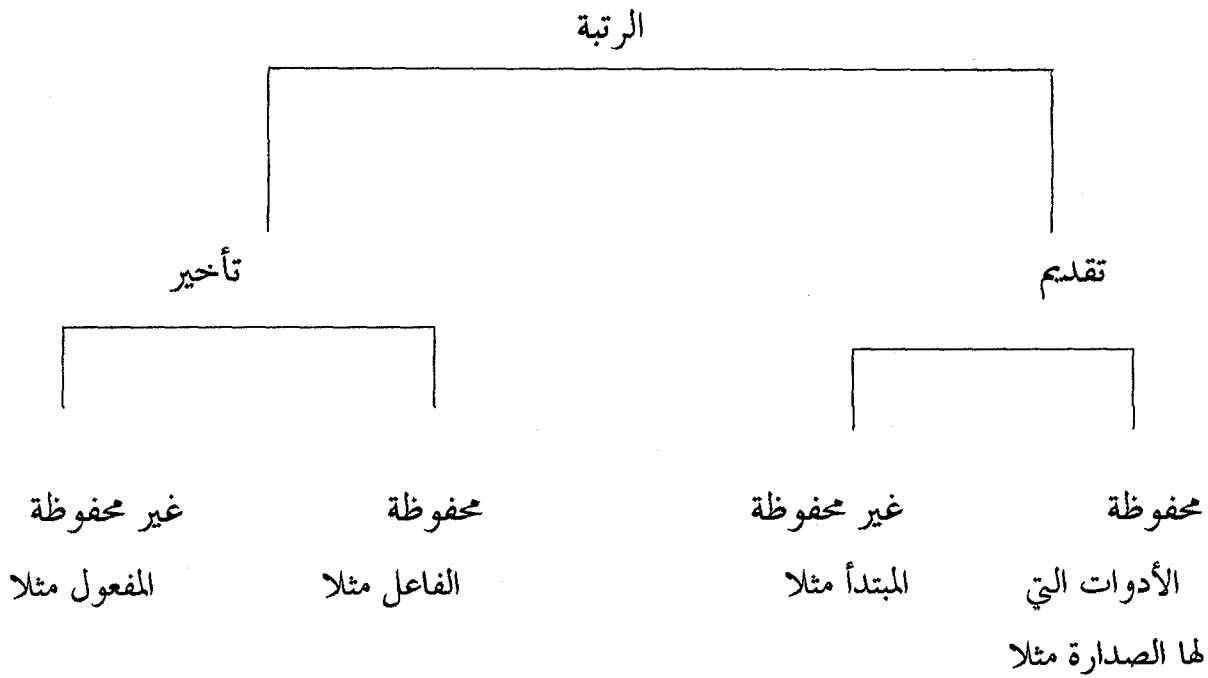 الرتبة
تقديم
تأخير
محفوظة
غير محفوظة
محفوظة
غير محفوظة
الأدوات التي
المبتدأ مثلا
الفاعل مثلا
المفعول مثلا
لها الصدارة مثلا